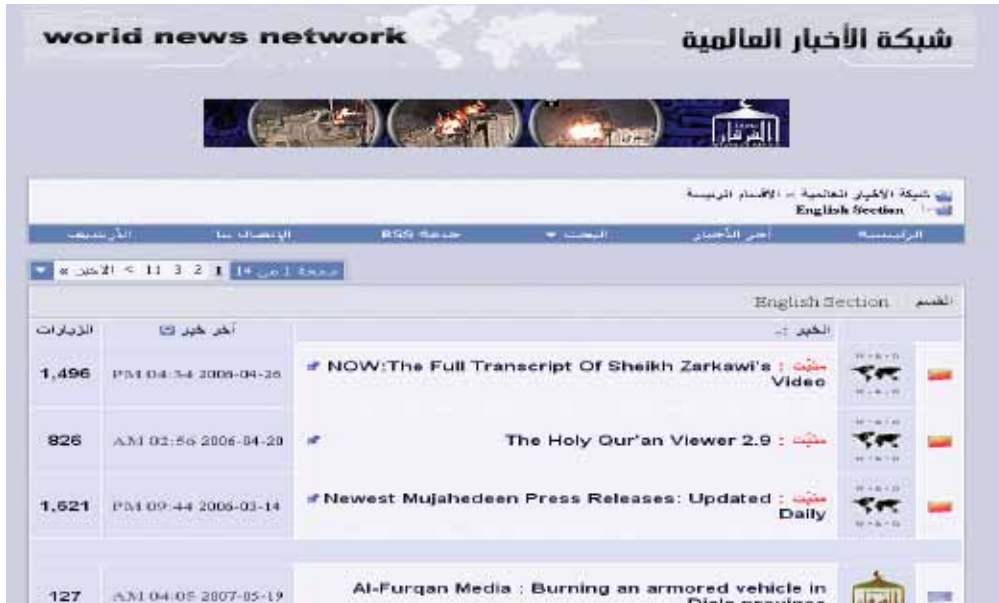 world news network شبكة الأخبار العالمية
الفرقان
شبكة الأخبار العالمية - الأقسام الرئيسية
English Section
الرئيسية آخر الأخبار البحث خدمة RSS الإتصال بنا الأرشيف
صفحة 1 من 14 1 2 3 11 > الأخير »
القسم English Section
الخبر :. آخر خبر الزيارات
مثبت : NOW:The Full Transcript Of Sheikh Zarkawi's
Video
PM 04:34 2006-04-26 1,496
مثبت : The Holy Qur'an Viewer 2.9
AM 02:56 2006-04-20 826
مثبت : Newest Mujahedeen Press Releases: Updated
Daily
PM 09:44 2006-03-14 1,521
Al-Furqan Media : Burning an armored vehicle in
AM 04:05 2007-05-19 127